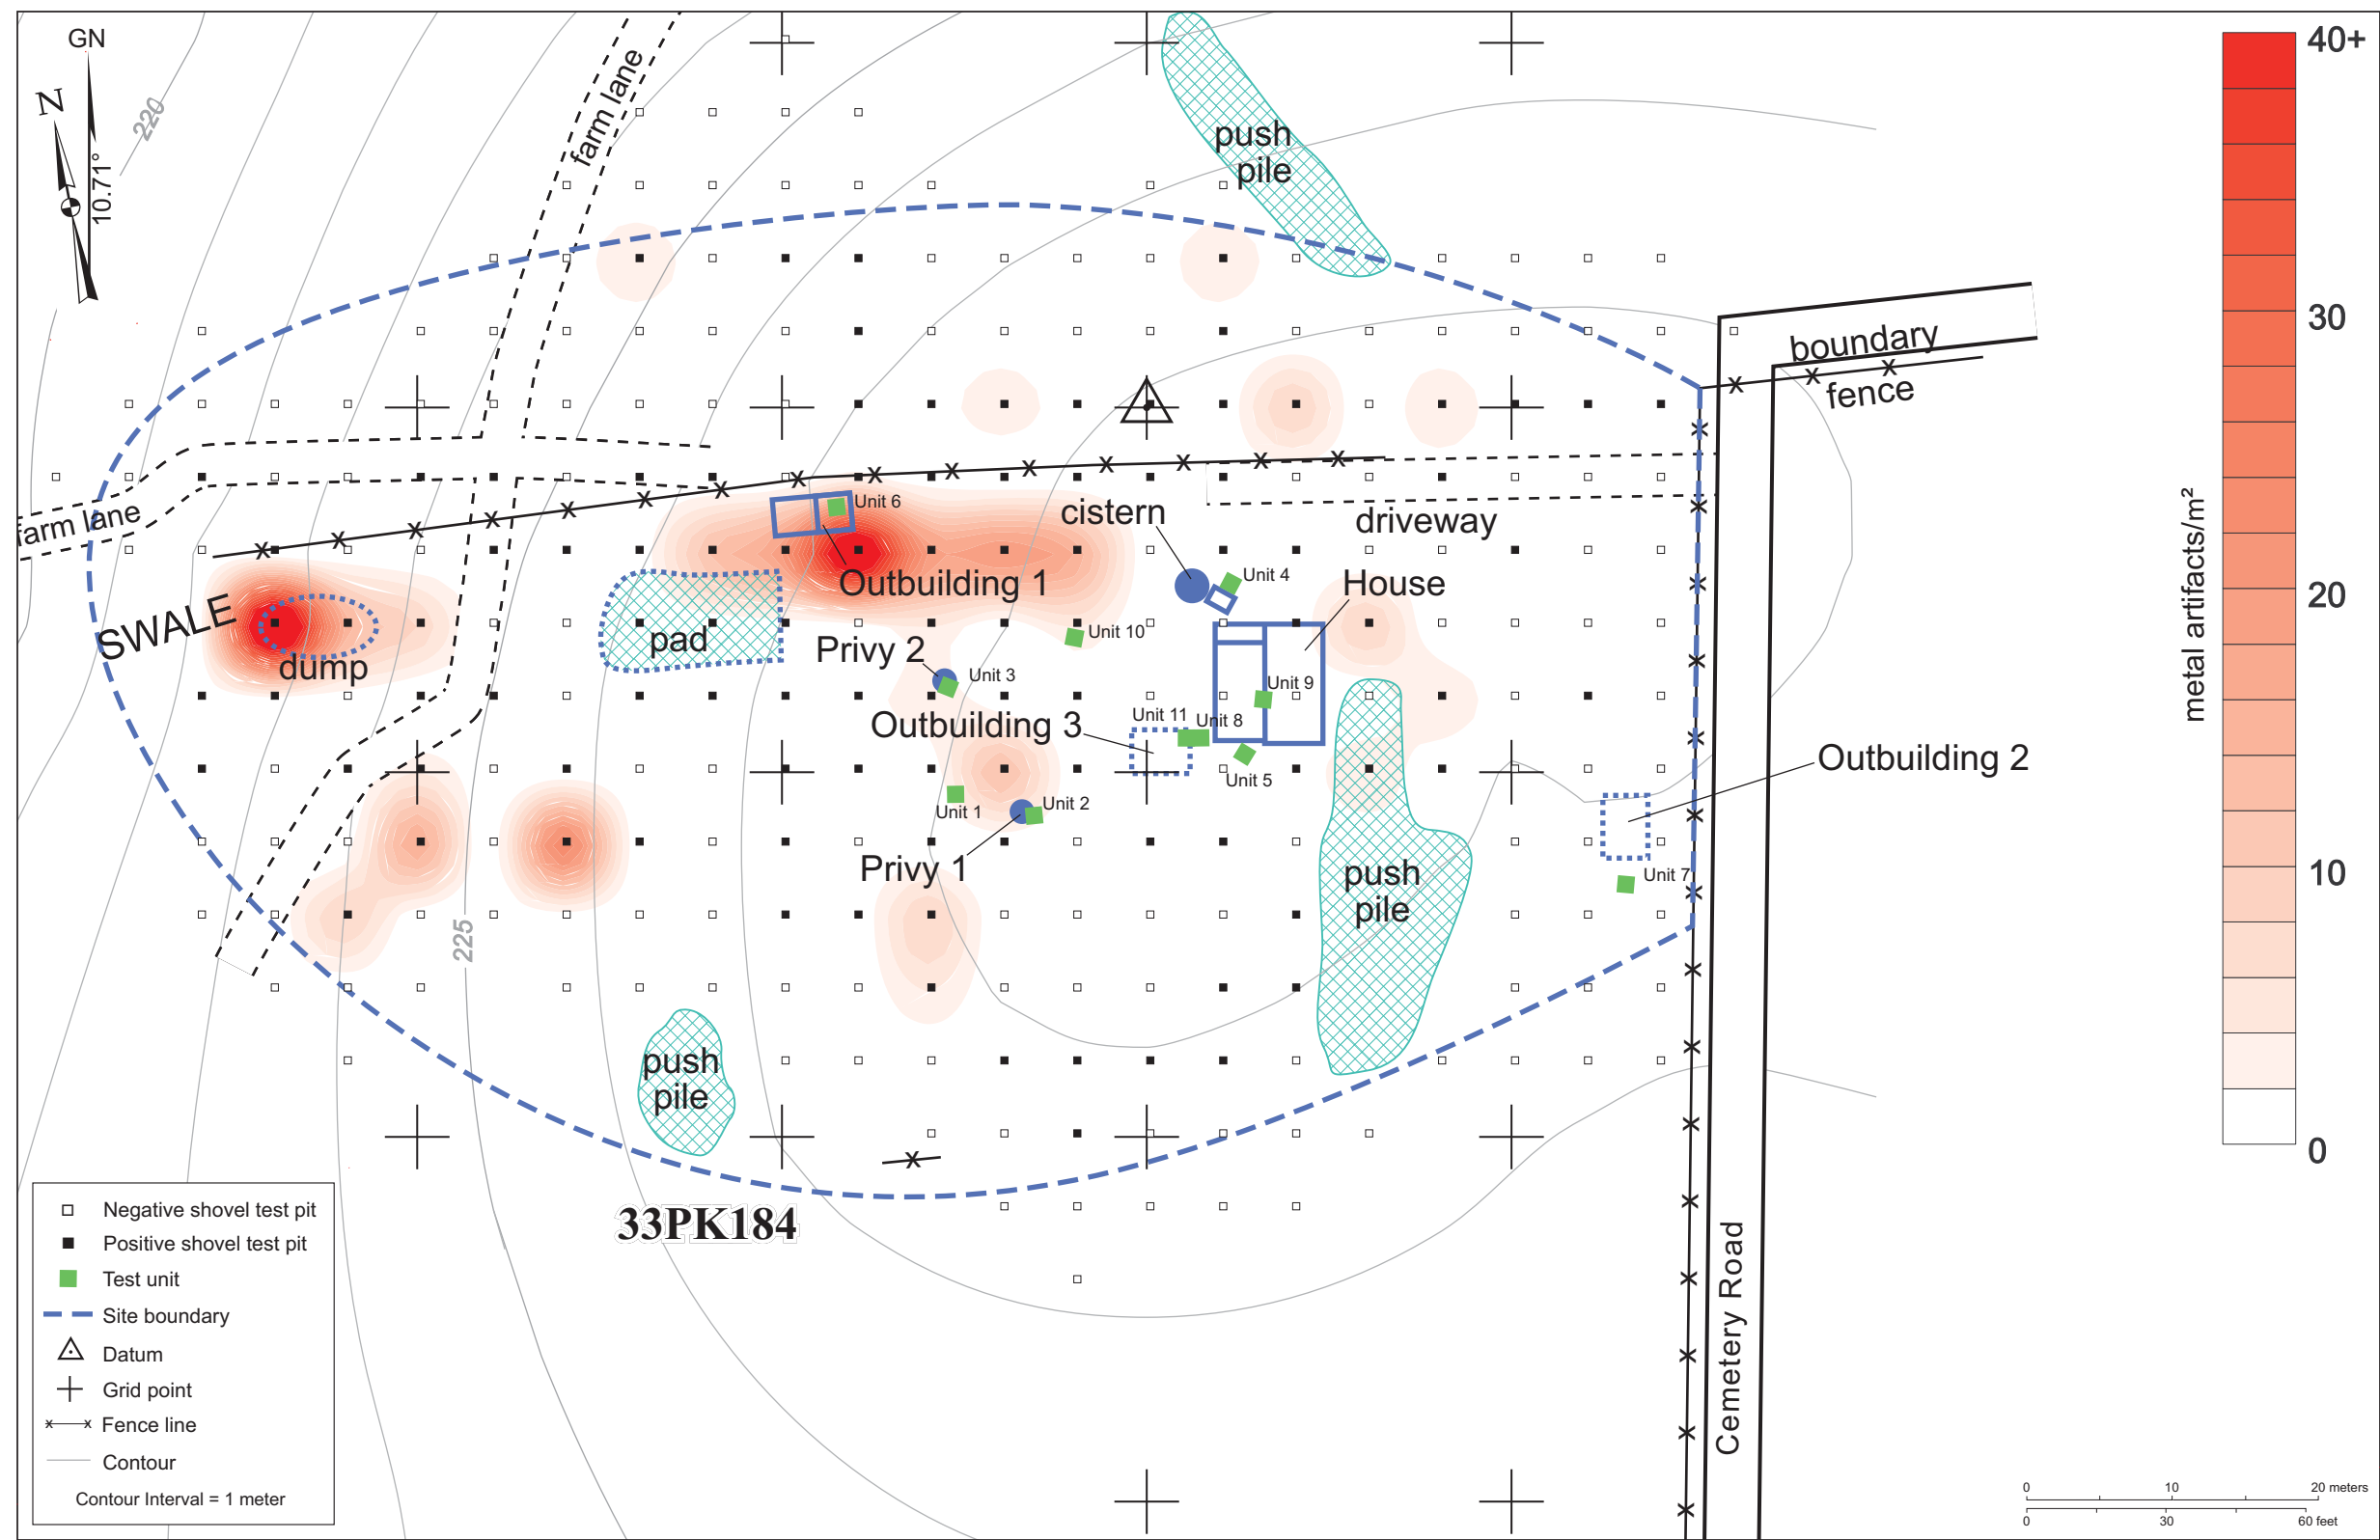 GN
N
10.71°
220
farm lane
push
pile
40+
30
20
10
0
metal artifacts/m²
boundary
fence
farm lane
Unit 6
cistern
driveway
Outbuilding 1
Unit 4
House
SWALE
dump
pad
Privy 2
Unit 10
Unit 3
Unit 9
Outbuilding 3
Unit 11
Unit 8
Unit 5
Outbuilding 2
Unit 1
Unit 2
Privy 1
push
pile
Unit 7
225
push
pile
33PK184
Cemetery Road
Negative shovel test pit
Positive shovel test pit
Test unit
Site boundary
Datum
Grid point
x x Fence line
Contour
Contour Interval = 1 meter
0 10 20 meters
0 30 60 feet